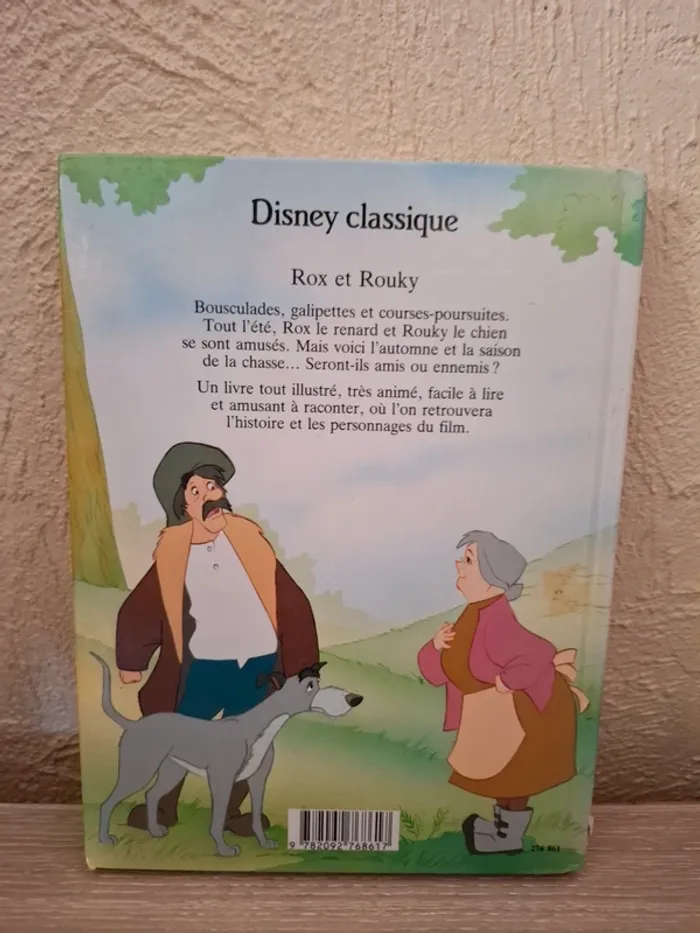 Disney classique
Rox et Rouky
Bousculades, galipettes et courses-poursuites.
Tout l'été, Rox le renard et Rouky le chien
se sont amusés. Mais voici l'automne et la saison
de la chasse... Seront-ils amis ou ennemis ?
Un livre tout illustré, très animé, facile à lire
et amusant à raconter, où l'on retrouvera
l'histoire et les personnages du film.
9 782092 768617
276 861